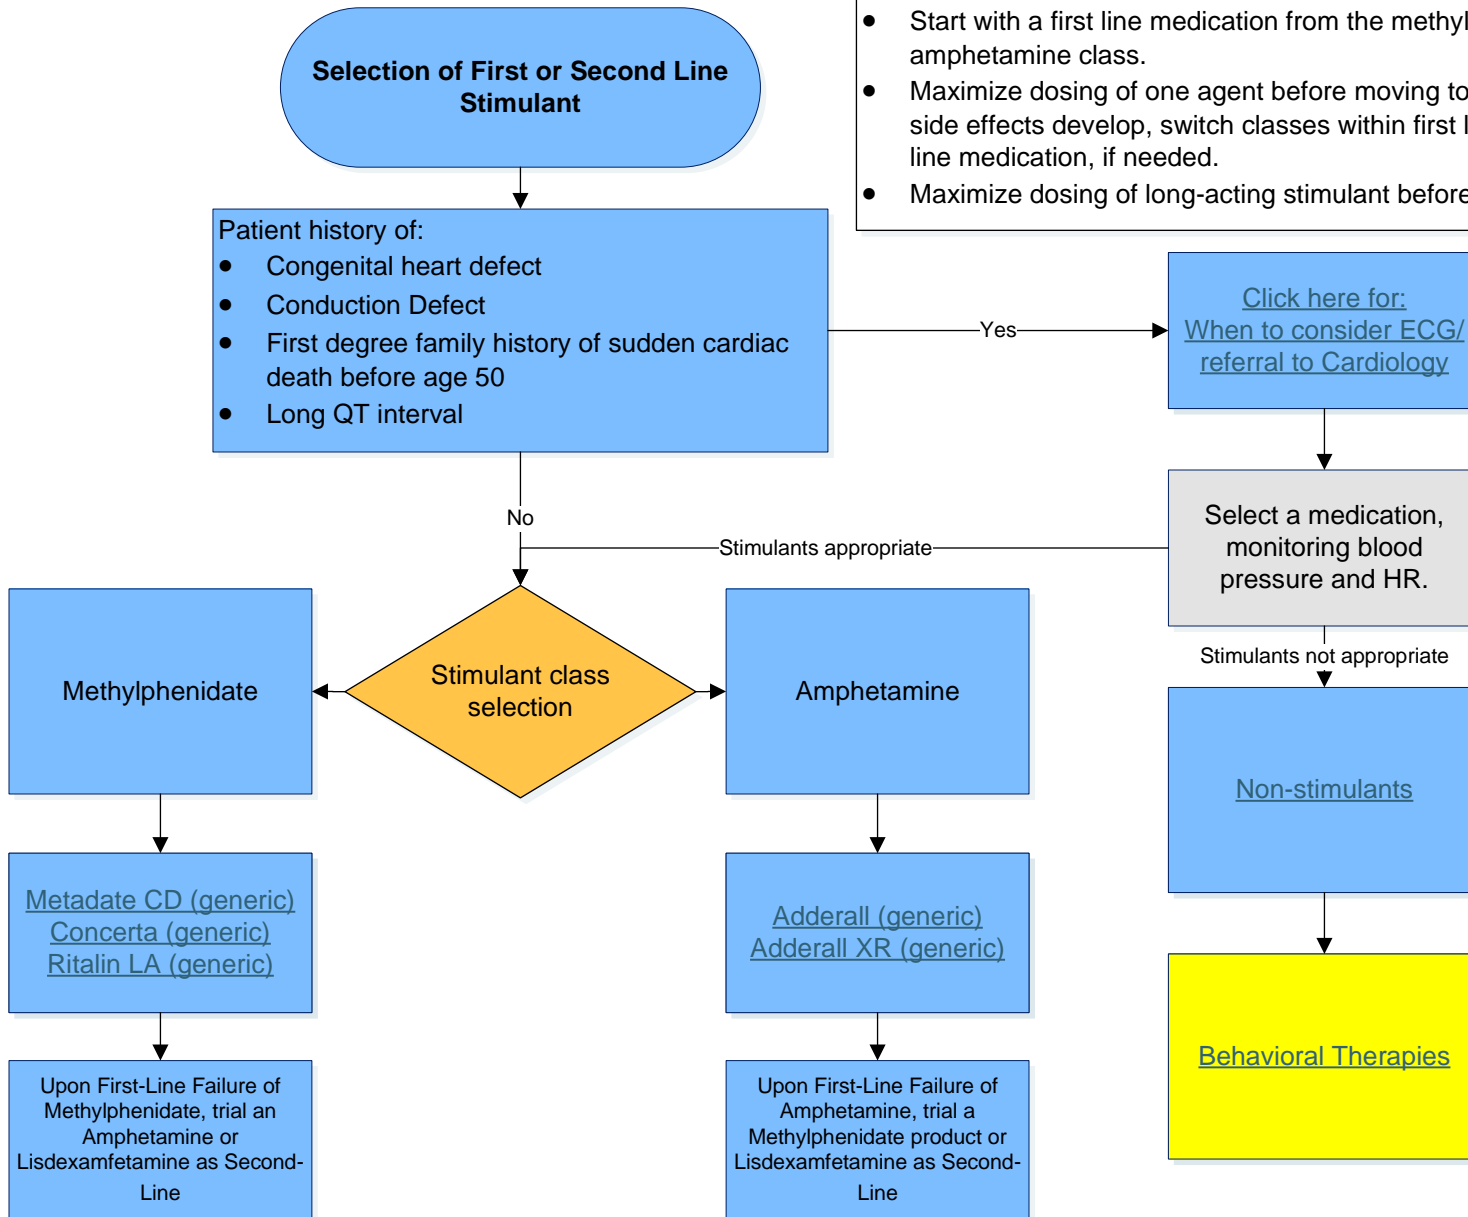 Selection of First or Second Line
Stimulant
• Start with a first line medication from the methyl
amphetamine class.
• Maximize dosing of one agent before moving to
side effects develop, switch classes within first l
line medication, if needed.
• Maximize dosing of long-acting stimulant before
Patient history of:
• Congenital heart defect
• Conduction Defect
• First degree family history of sudden cardiac
death before age 50
• Long QT interval
Yes
Click here for:
When to consider ECG/
referral to Cardiology
No
Stimulants appropriate
Select a medication,
monitoring blood
pressure and HR.
Stimulants not appropriate
Methylphenidate
Stimulant class
selection
Amphetamine
Non-stimulants
Metadate CD (generic)
Concerta (generic)
Ritalin LA (generic)
Adderall (generic)
Adderall XR (generic)
Behavioral Therapies
Upon First-Line Failure of
Methylphenidate, trial an
Amphetamine or
Lisdexamfetamine as Second-
Line
Upon First-Line Failure of
Amphetamine, trial a
Methylphenidate product or
Lisdexamfetamine as Second-
Line